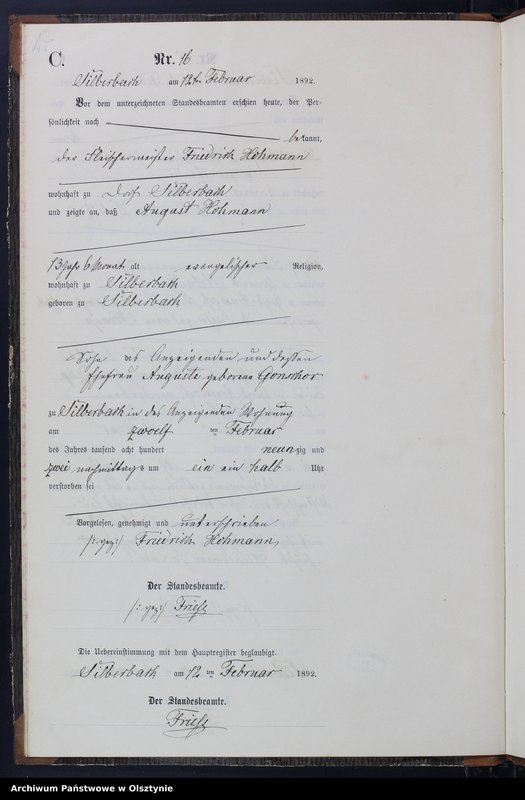 C. Nr. 16
Silberbach am 12ten Februar 1892.
Vor dem unterzeichneten Standesbeamten erschien heute, der Per-
sönlichkeit nach
bekannt,
der Fleischermeister Friedrich Hohmann
wohnhaft zu Dorf Silberbach
und zeigte an, daß August Hohmann
13 Jahr 6 Monat alt evangelischer Religion,
wohnhaft zu Silberbach
geboren zu Silberbach
Sohn des Anzeigenden und dessen
Ehefrau Auguste geborene Gonschor
zu Silberbach in des Anzeigenden Wohnung
am zwoelf ten Februar
des Jahres tausend acht hundert neunzig und
zwei nachmittags um ein ein halb Uhr
verstorben sei
Vorgelesen, genehmigt und unterschrieben
/: gez :/ Friedrich Hohmann
Der Standesbeamte.
/: gez :/ Friese
Die Uebereinstimmung mit dem Hauptregister beglaubigt.
Silberbach am 12 ten Februar 1892.
Der Standesbeamte.
Friese
Archiwum Państwowe w Olsztynie